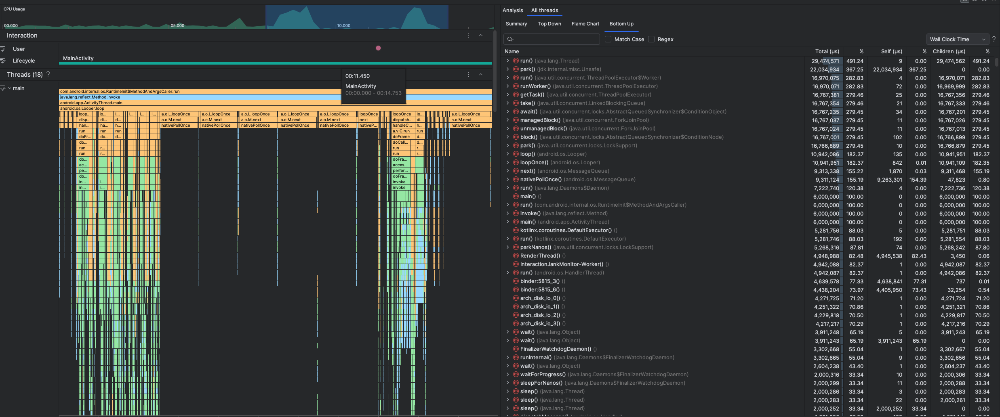 CPU Usage
00.000
05.000
10.000
Interaction
User
Lifecycle
MainActivity
Threads (18) ?
00:11.450
MainActivity
00:00.000 - 00:14.753
main
com.android.internal.os.RuntimeInit$MethodAndArgsCaller.run
java.lang.reflect.Method.invoke
android.app.ActivityThread.main
android.os.Looper.loop
loop... lo... l... l... l... l... a.o.L.loopOnce a.o.L.loopOnce a.o.L.loopOnce a.o.L.loopOnce a.o.L.loopOnce loopOnce loopOnce lo... a.o.L.loopOnce
disp... di... d... a.o.M.next a.o.M.next a.o.M.next a.o.M.next a.o.M.next next dispatch... di... a.o.M.next
han... ha... h... nativePollOnce nativePollOnce nativePollOnce nativePollOnce nativePollOnce nativeP... handleC... h... nativePollOnce
run run run a.v.C.run run
doFr... do... d... doFrame d...
do... doCall... d...
run r... run r...
run r... run r...
do... doFra...
ac... acces...
pe... perfor...
do... doFra...
in... i... invoke
in... i... invoke
Analysis All threads
Summary Top Down Flame Chart Bottom Up
Match Case Regex Wall Clock Time ?
Name Total (µs) % Self (µs) % Children (µs) %
run() (java.lang.Thread) 29,474,571 491.24 9 0.00 29,474,562 491.24
park() (jdk.internal.misc.Unsafe) 22,034,934 367.25 22,034,934 367.25 0 0.00
run() (java.util.concurrent.ThreadPoolExecutor$Worker) 16,970,075 282.83 4 0.00 16,970,071 282.83
runWorker() (java.util.concurrent.ThreadPoolExecutor) 16,970,071 282.83 72 0.00 16,969,999 282.83
getTask() (java.util.concurrent.ThreadPoolExecutor) 16,767,381 279.46 25 0.00 16,767,356 279.46
take() (java.util.concurrent.LinkedBlockingQueue) 16,767,354 279.46 21 0.00 16,767,333 279.46
await() (java.util.concurrent.locks.AbstractQueuedSynchronizer$ConditionObject) 16,767,235 279.45 34 0.00 16,767,201 279.45
managedBlock() (java.util.concurrent.ForkJoinPool) 16,767,037 279.45 11 0.00 16,767,026 279.45
unmanagedBlock() (java.util.concurrent.ForkJoinPool) 16,767,024 279.45 11 0.00 16,767,013 279.45
block() (java.util.concurrent.locks.AbstractQueuedSynchronizer$ConditionNode) 16,767,001 279.45 102 0.00 16,766,899 279.45
park() (java.util.concurrent.locks.LockSupport) 16,766,889 279.45 10 0.00 16,766,879 279.45
loop() (android.os.Looper) 10,942,086 182.37 135 0.00 10,941,951 182.37
loopOnce() (android.os.Looper) 10,941,951 182.37 842 0.01 10,941,109 182.35
next() (android.os.MessageQueue) 9,313,338 155.22 1,870 0.03 9,311,468 155.19
nativePollOnce() (android.os.MessageQueue) 9,311,124 155.19 9,263,301 154.39 47,823 0.80
run() (java.lang.Daemons$Daemon) 7,222,740 120.38 4 0.00 7,222,736 120.38
main() () 6,000,000 100.00 0 0.00 6,000,000 100.00
run() (com.android.internal.os.RuntimeInit$MethodAndArgsCaller) 6,000,000 100.00 0 0.00 6,000,000 100.00
invoke() (java.lang.reflect.Method) 6,000,000 100.00 0 0.00 6,000,000 100.00
main() (android.app.ActivityThread) 6,000,000 100.00 0 0.00 6,000,000 100.00
kotlinx.coroutines.DefaultExecutor() () 5,281,756 88.03 5 0.00 5,281,751 88.03
run() (kotlinx.coroutines.DefaultExecutor) 5,281,746 88.03 192 0.00 5,281,554 88.03
parkNanos() (java.util.concurrent.locks.LockSupport) 5,268,316 87.81 74 0.00 5,268,242 87.80
RenderThread() () 4,948,988 82.48 4,945,538 82.43 3,450 0.06
InteractionJankMonitor-Worker() () 4,942,088 82.37 1 0.00 4,942,087 82.37
run() (android.os.HandlerThread) 4,942,087 82.37 1 0.00 4,942,086 82.37
binder:5815_3() () 4,639,578 77.33 4,638,841 77.31 737 0.01
binder:5815_6() () 4,438,204 73.97 4,405,950 73.43 32,254 0.54
arch_disk_io_0() () 4,271,725 71.20 1 0.00 4,271,724 71.20
arch_disk_io_1() () 4,251,322 70.86 1 0.00 4,251,321 70.86
arch_disk_io_2() () 4,229,818 70.50 1 0.00 4,229,817 70.50
arch_disk_io_3() () 4,217,217 70.29 1 0.00 4,217,216 70.29
wait() (java.lang.Object) 3,911,248 65.19 5 0.00 3,911,243 65.19
wait() (java.lang.Object) 3,911,243 65.19 3,911,243 65.19 0 0.00
FinalizerWatchdogDaemon() () 3,302,668 55.04 1 0.00 3,302,667 55.04
runInternal() (java.lang.Daemons$FinalizerWatchdogDaemon) 3,302,665 55.04 9 0.00 3,302,656 55.04
wait() (java.lang.Object) 2,604,238 43.40 1 0.00 2,604,237 43.40
waitForProgress() (java.lang.Daemons$FinalizerWatchdogDaemon) 2,000,316 33.34 10 0.00 2,000,306 33.34
sleepForNanos() (java.lang.Daemons$FinalizerWatchdogDaemon) 2,000,299 33.34 11 0.00 2,000,288 33.34
sleep() (java.lang.Thread) 2,000,286 33.34 3 0.00 2,000,283 33.34
sleep() (java.lang.Thread) 2,000,283 33.34 22 0.00 2,000,261 33.34
sleep() (java.lang.Thread) 2,000,252 33.34 2,000,252 33.34 0 0.00